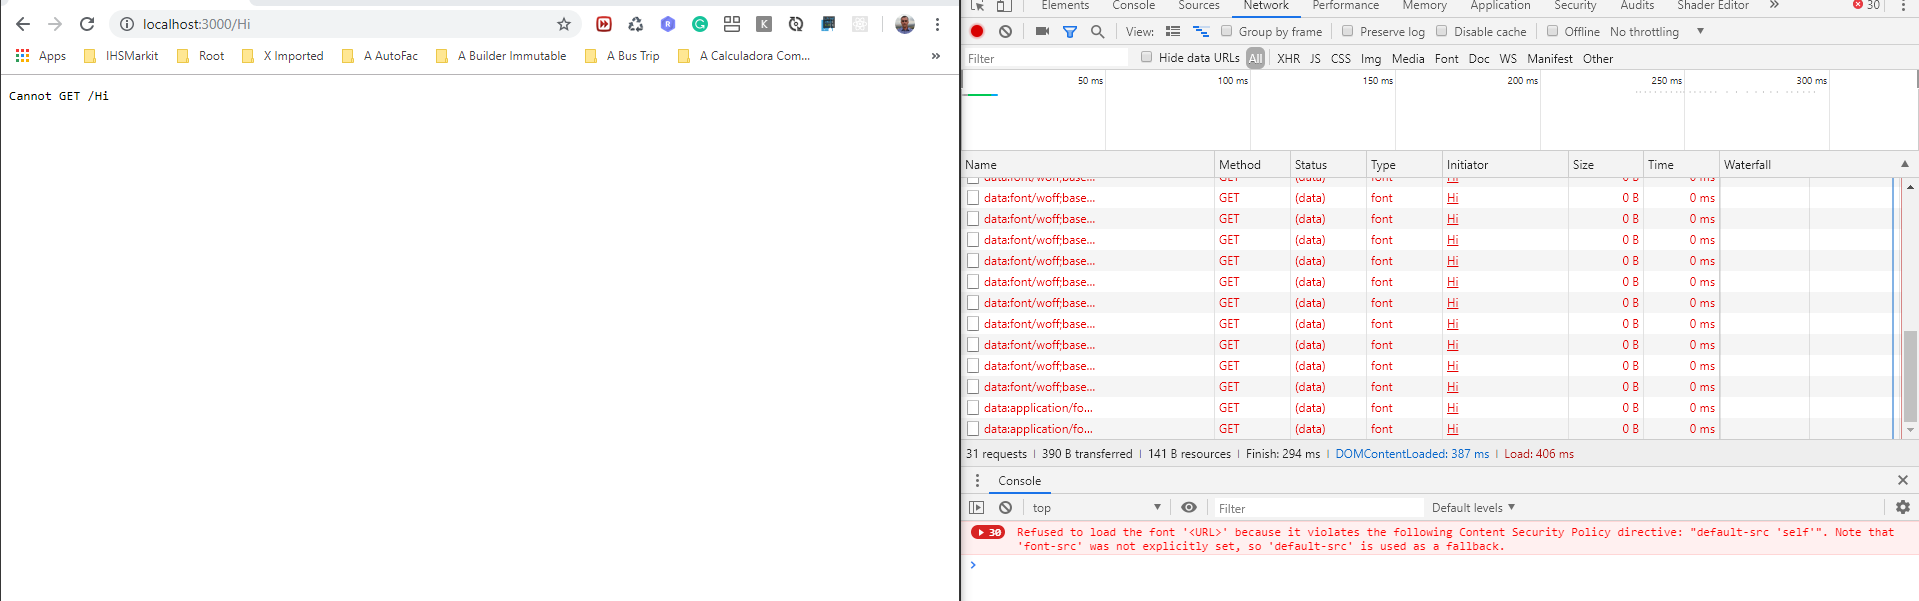 localhost:3000/Hi
Apps IHSMarkit Root X Imported A AutoFac A Builder Immutable A Bus Trip A Calculadora Com... »
Cannot GET /Hi
Elements Console Sources Network Performance Memory Application Security Audits Shader Editor » 30
View: Group by frame Preserve log Disable cache Offline No throttling
Filter Hide data URLs All XHR JS CSS Img Media Font Doc WS Manifest Other
50 ms 100 ms 150 ms 200 ms 250 ms 300 ms
Name Method Status Type Initiator Size Time Waterfall
data:font/woff;base... GET (data) font Hi 0 B 0 ms
data:font/woff;base... GET (data) font Hi 0 B 0 ms
data:font/woff;base... GET (data) font Hi 0 B 0 ms
data:font/woff;base... GET (data) font Hi 0 B 0 ms
data:font/woff;base... GET (data) font Hi 0 B 0 ms
data:font/woff;base... GET (data) font Hi 0 B 0 ms
data:font/woff;base... GET (data) font Hi 0 B 0 ms
data:font/woff;base... GET (data) font Hi 0 B 0 ms
data:font/woff;base... GET (data) font Hi 0 B 0 ms
data:font/woff;base... GET (data) font Hi 0 B 0 ms
data:font/woff;base... GET (data) font Hi 0 B 0 ms
data:application/fo... GET (data) font Hi 0 B 0 ms
data:application/fo... GET (data) font Hi 0 B 0 ms
31 requests | 390 B transferred | 141 B resources | Finish: 294 ms | DOMContentLoaded: 387 ms | Load: 406 ms
Console
top Filter Default levels
30 Refused to load the font '<URL>' because it violates the following Content Security Policy directive: "default-src 'self'". Note that
'font-src' was not explicitly set, so 'default-src' is used as a fallback.